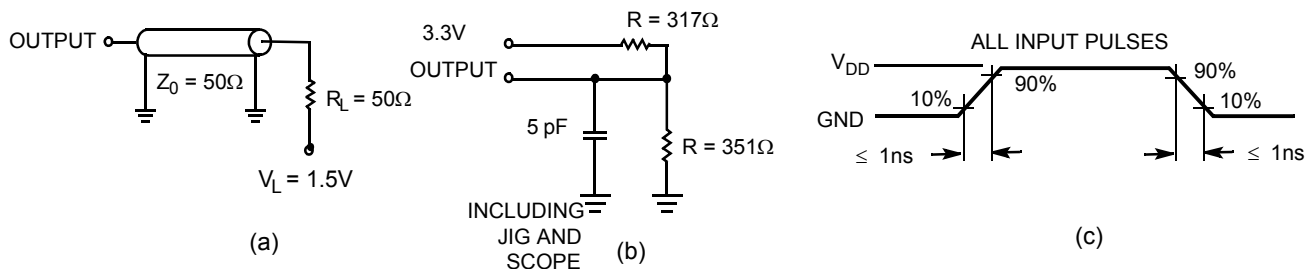 OUTPUT
Z0 = 50Ω
RL = 50Ω
VL = 1.5V
(a)
R = 317Ω
3.3V
OUTPUT
5 pF
R = 351Ω
INCLUDING
JIG AND
SCOPE
(b)
ALL INPUT PULSES
VDD
90%
90%
10%
10%
GND
≤ 1ns
≤ 1ns
(c)